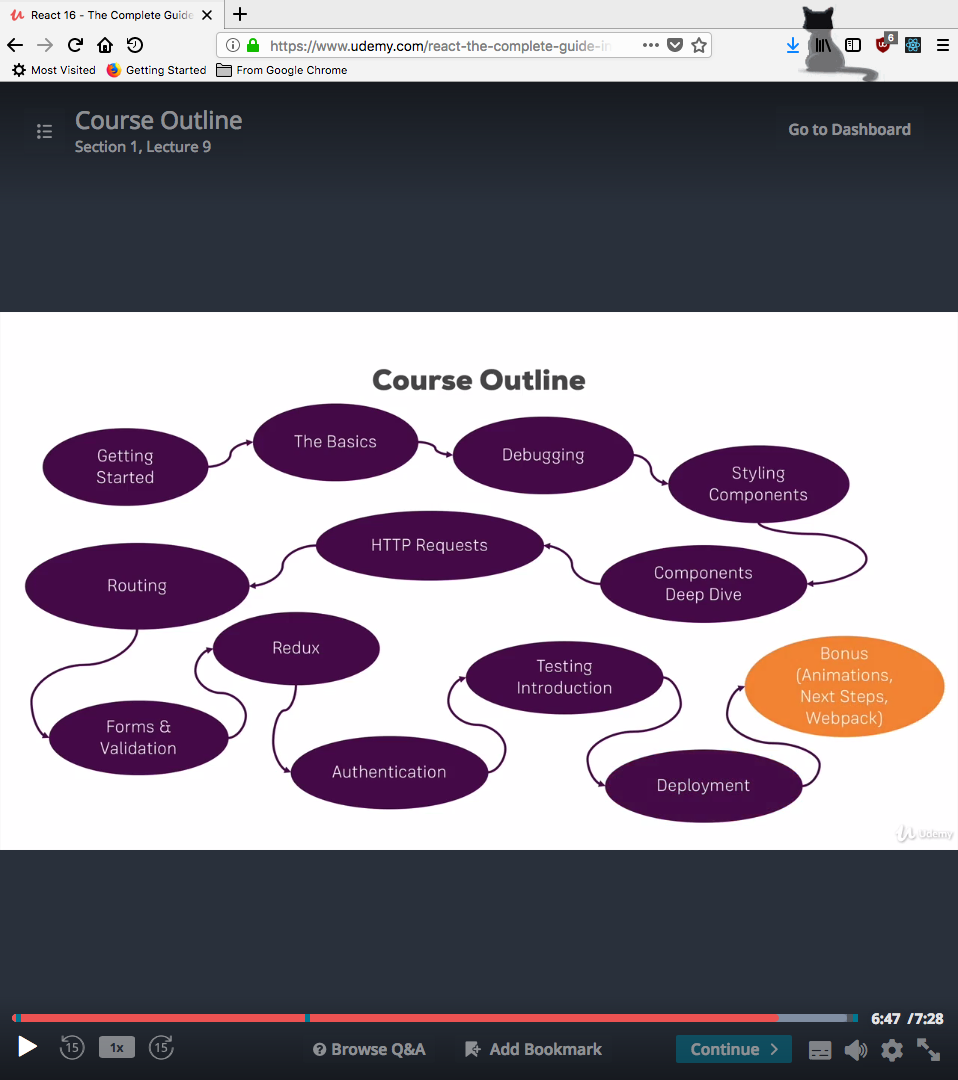 React 16 - The Complete Guide
https://www.udemy.com/react-the-complete-guide-in
6
Most Visited
Getting Started
From Google Chrome
Course Outline
Section 1, Lecture 9
Go to Dashboard
Course Outline
Getting
Started
The Basics
Debugging
Styling
Components
Components
Deep Dive
HTTP Requests
Routing
Forms &
Validation
Redux
Authentication
Testing
Introduction
Deployment
Bonus
(Animations,
Next Steps,
Webpack)
Udemy
6:47 /7:28
15
1x
15
Browse Q&A
Add Bookmark
Continue